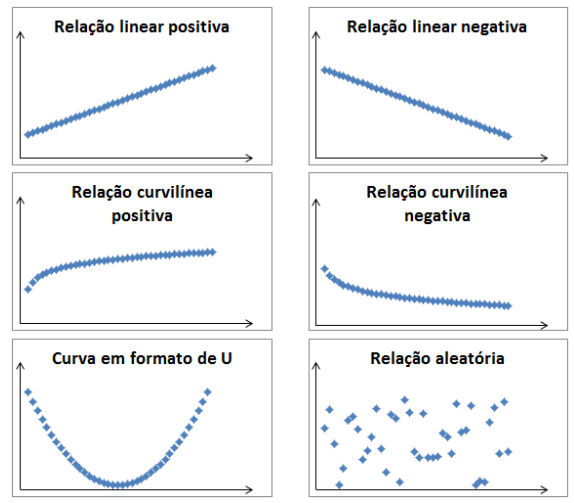 Relação linear positiva
Relação linear negativa
Relação curvilínea
positiva
Relação curvilínea
negativa
Curva em formato de U
Relação aleatória